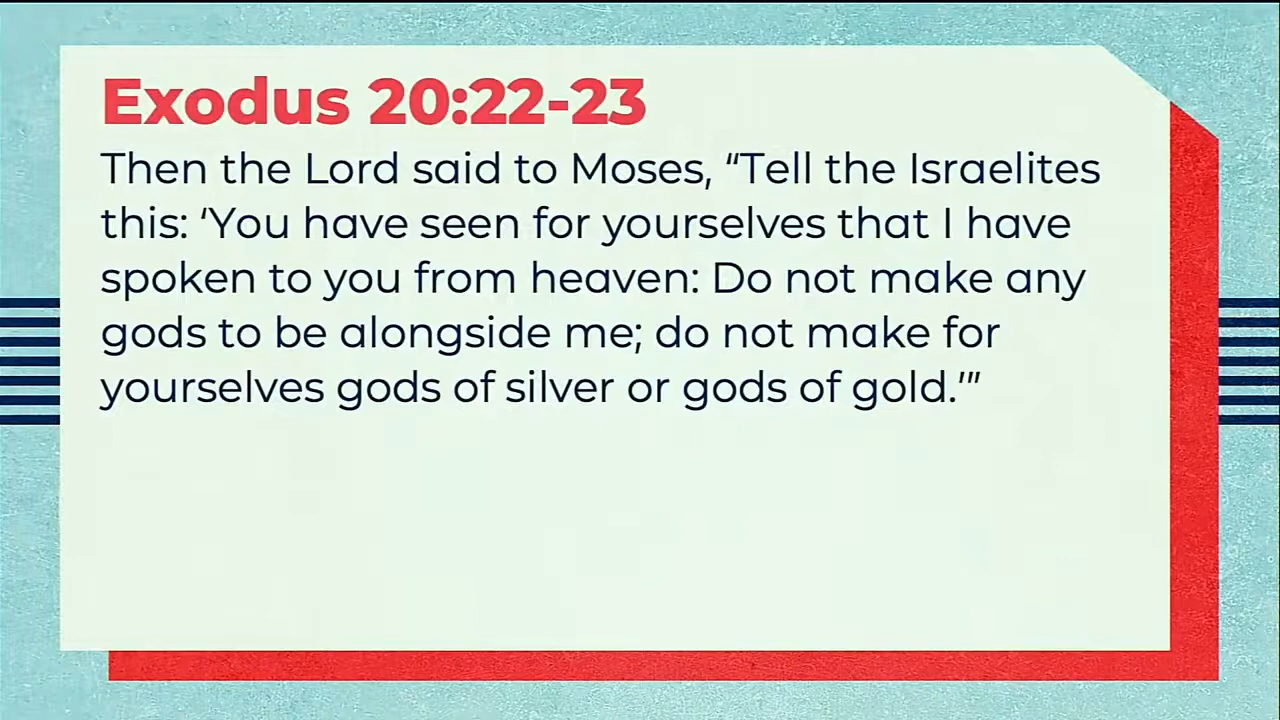 Exodus 20:22-23
Then the Lord said to Moses, “Tell the Israelites
this: ‘You have seen for yourselves that I have
spoken to you from heaven: Do not make any
gods to be alongside me; do not make for
yourselves gods of silver or gods of gold.’”